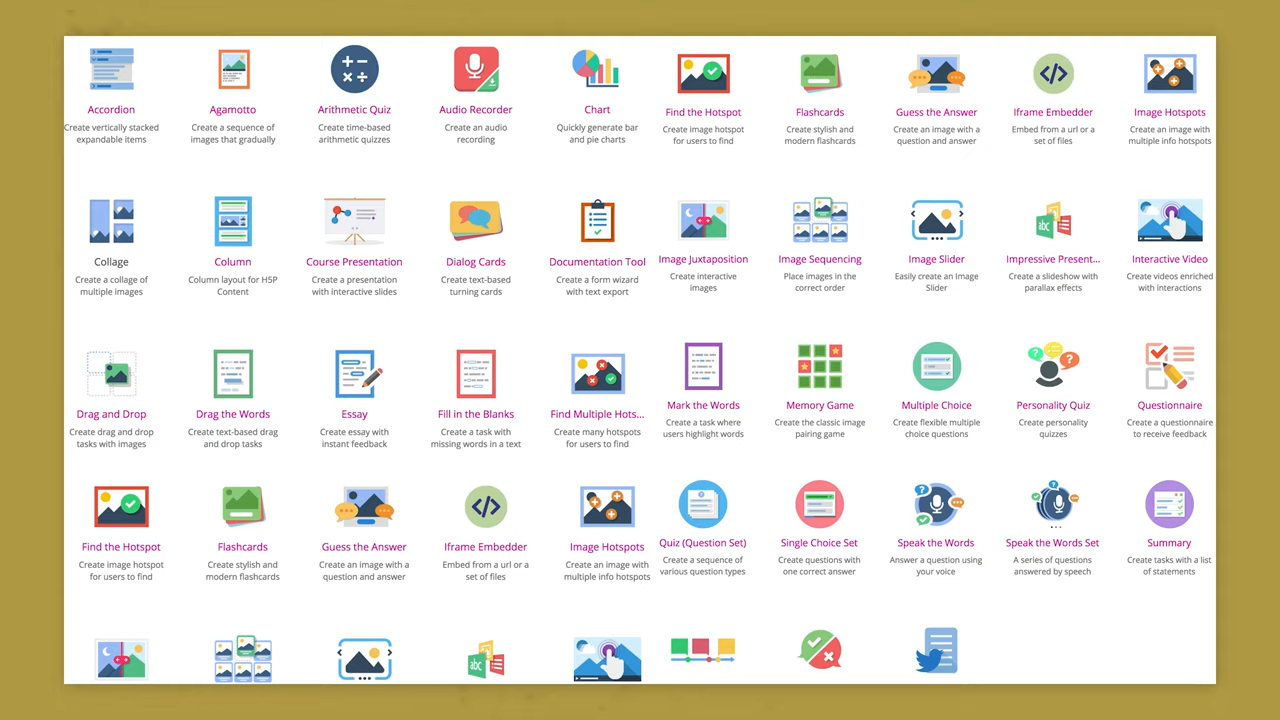 Accordion
Create vertically stacked
expandable items
Agamotto
Create a sequence of
images that gradually
Arithmetic Quiz
Create time-based
arithmetic quizzes
Audio Recorder
Create an audio
recording
Chart
Quickly generate bar
and pie charts
Find the Hotspot
Create image hotspot
for users to find
Flashcards
Create stylish and
modern flashcards
Guess the Answer
Create an image with a
question and answer
Iframe Embedder
Embed from a url or a
set of files
Image Hotspots
Create an image with
multiple info hotspots
Collage
Create a collage of
multiple images
Column
Column layout for H5P
Content
Course Presentation
Create a presentation
with interactive slides
Dialog Cards
Create text-based
turning cards
Documentation Tool
Create a form wizard
with text export
Image Juxtaposition
Create interactive
images
Image Sequencing
Place images in the
correct order
Image Slider
Easily create an Image
Slider
abc
Impressive Present...
Create a slideshow with
parallax effects
Interactive Video
Create videos enriched
with interactions
Drag and Drop
Create drag and drop
tasks with images
Drag the Words
Create text-based drag
and drop tasks
Essay
Create essay with
instant feedback
Fill in the Blanks
Create a task with
missing words in a text
Find Multiple Hots...
Create many hotspots
for users to find
Mark the Words
Create a task where
users highlight words
Memory Game
Create the classic image
pairing game
Multiple Choice
Create flexible multiple
choice questions
Personality Quiz
Create personality
quizzes
Questionnaire
Create a questionnaire
to receive feedback
Find the Hotspot
Create image hotspot
for users to find
Flashcards
Create stylish and
modern flashcards
Guess the Answer
Create an image with a
question and answer
Iframe Embedder
Embed from a url or a
set of files
Image Hotspots
Create an image with
multiple info hotspots
Quiz (Question Set)
Create a sequence of
various question types
Single Choice Set
Create questions with
one correct answer
Speak the Words
Answer a question using
your voice
Speak the Words Set
A series of questions
answered by speech
Summary
Create tasks with a list
of statements
abc